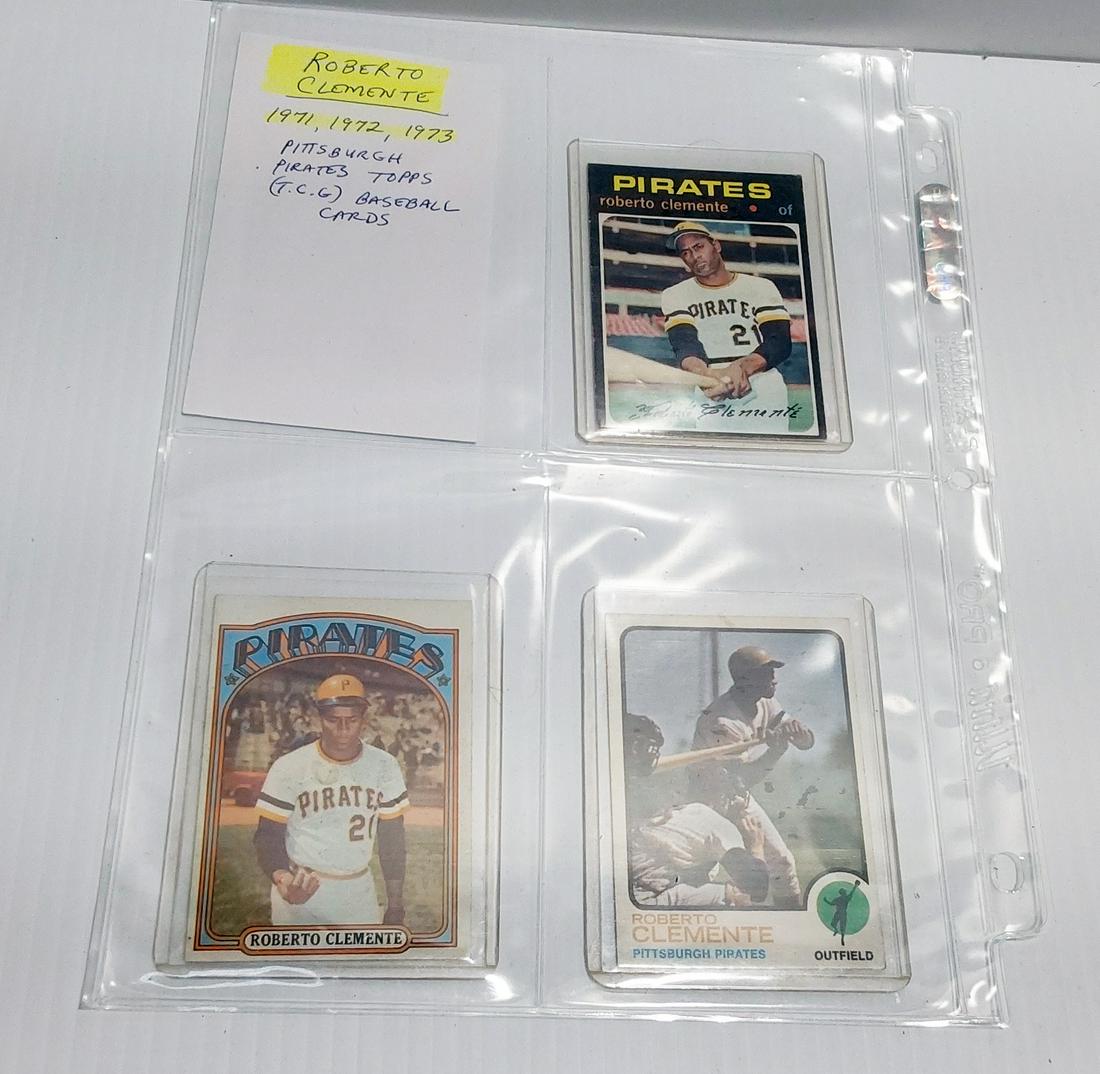 ROBERTO
CLEMENTE
1971, 1972, 1973
PITTSBURGH
PIRATES TOPPS
(T.C.G) BASEBALL
CARDS
PIRATES
roberto clemente • of
PIRATES
21
Clemente
PIRATES
P
PIRATES
21
ROBERTO CLEMENTE
ROBERTO
CLEMENTE
PITTSBURGH PIRATES
OUTFIELD